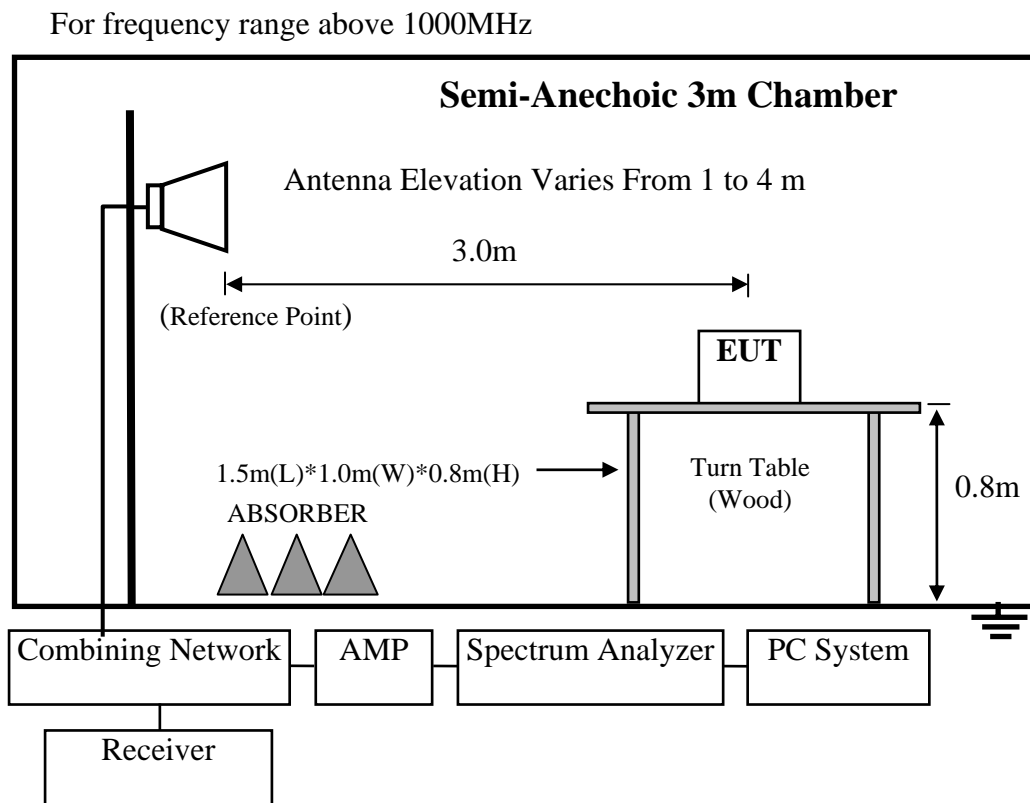 For frequency range above 1000MHz
Semi-Anechoic 3m Chamber
Antenna Elevation Varies From 1 to 4 m
3.0m
(Reference Point)
EUT
1.5m(L)*1.0m(W)*0.8m(H)
Turn Table
(Wood)
0.8m
ABSORBER
Combining Network
AMP
Spectrum Analyzer
PC System
Receiver